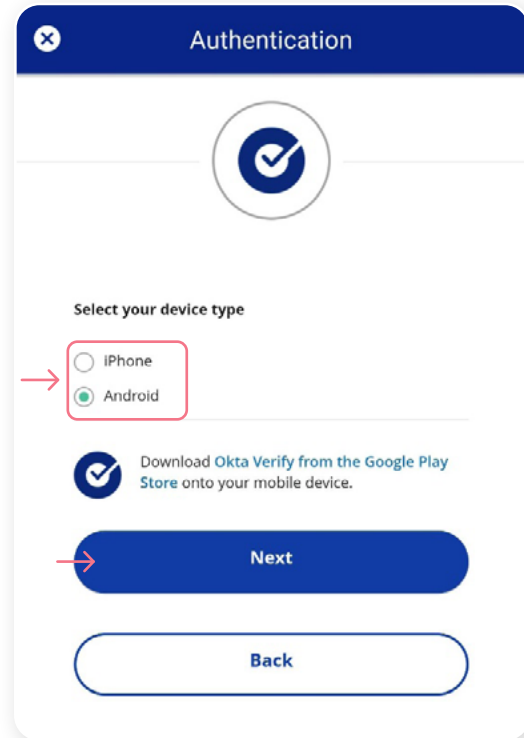 Authentication
Select your device type
iPhone
Android
Download Okta Verify from the Google Play
Store onto your mobile device.
Next
Back